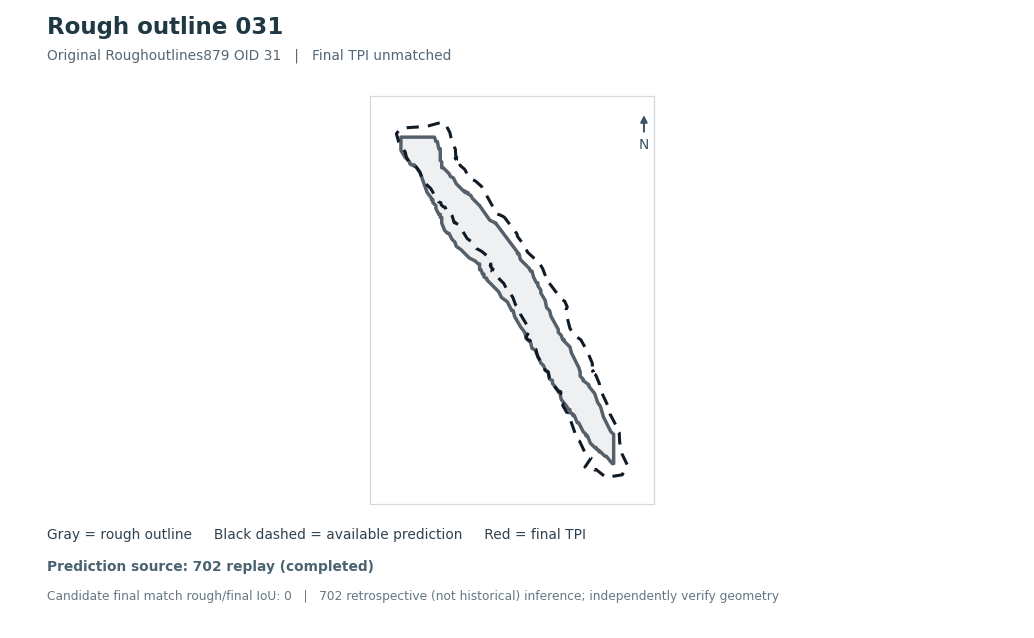 Rough outline 031
Original Roughoutlines879 OID 31   |   Final TPI unmatched
N
Gray = rough outline     Black dashed = available prediction     Red = final TPI
Prediction source: 702 replay (completed)
Candidate final match rough/final IoU: 0   |   702 retrospective (not historical) inference; independently verify geometry